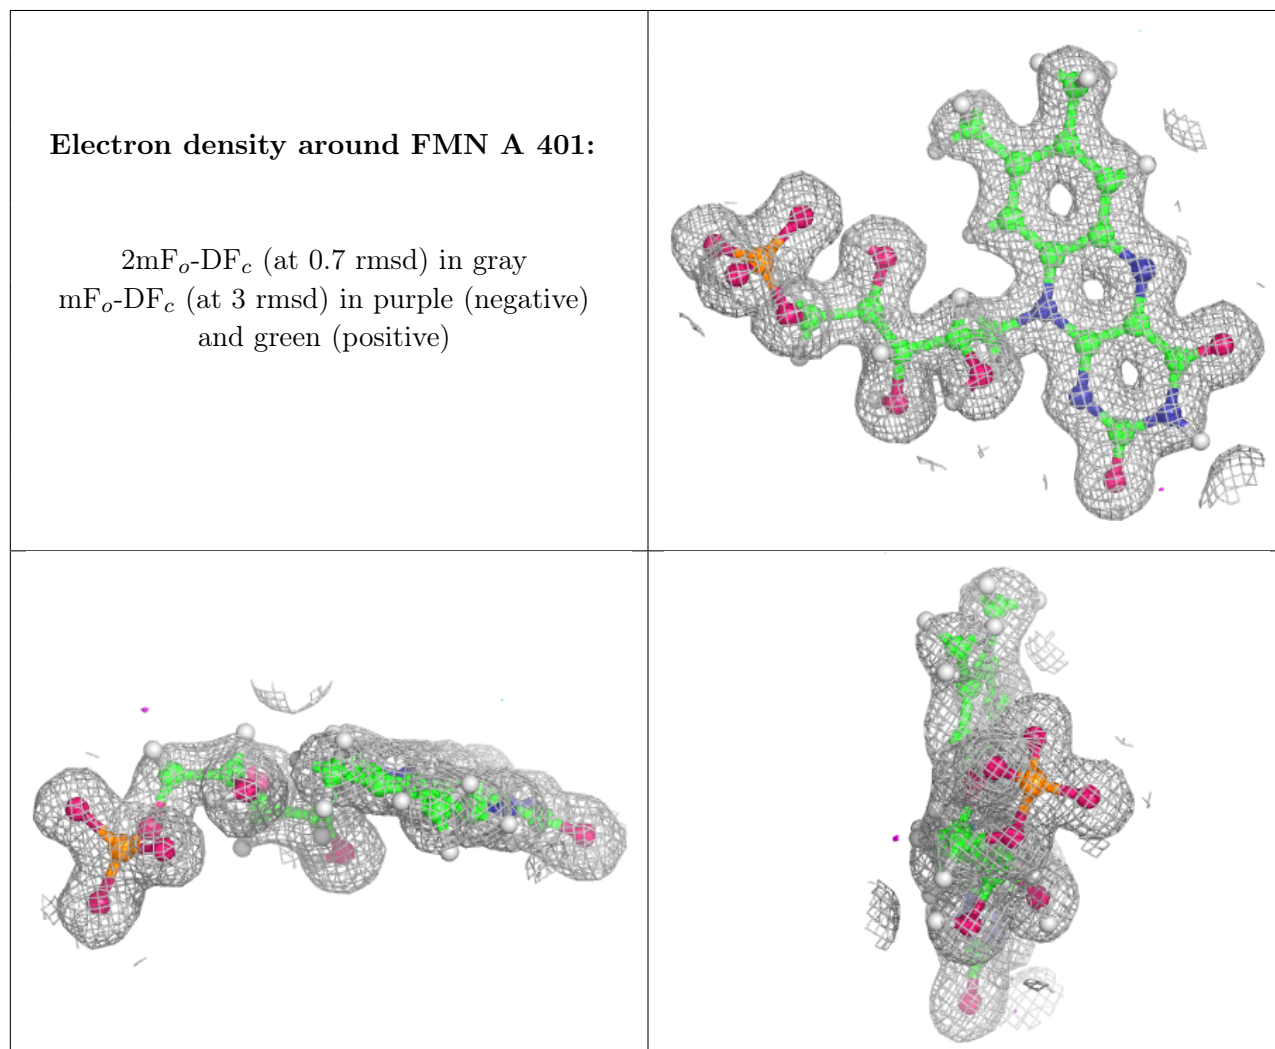 Electron density around FMN A 401:
2mFo-DFc (at 0.7 rmsd) in gray
mFo-DFc (at 3 rmsd) in purple (negative)
and green (positive)